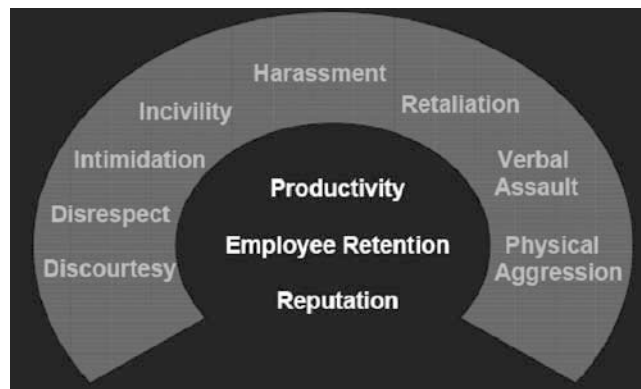 Harassment
Incivility
Retaliation
Intimidation
Verbal
Assault
Disrespect
Physical
Aggression
Discourtesy
Productivity
Employee Retention
Reputation